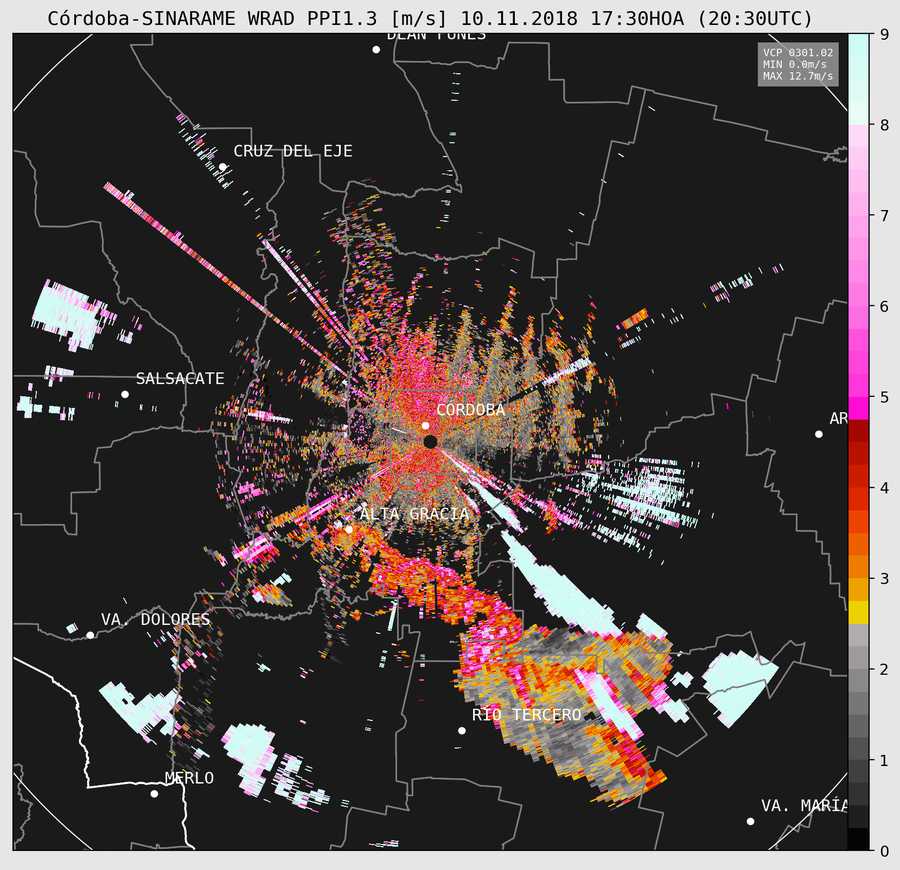 Córdoba-SINARAME WRAD PPI1.3 [m/s] 10.11.2018 17:30HOA (20:30UTC)
DEAN FUNES
VCP 0301.02
MIN 0.0m/s
MAX 12.7m/s
CRUZ DEL EJE
SALSACATE
CORDOBA
AR
ALTA GRACIA
VA. DOLORES
RIO TERCERO
MERLO
VA. MARÍA
9
8
7
6
5
4
3
2
1
0